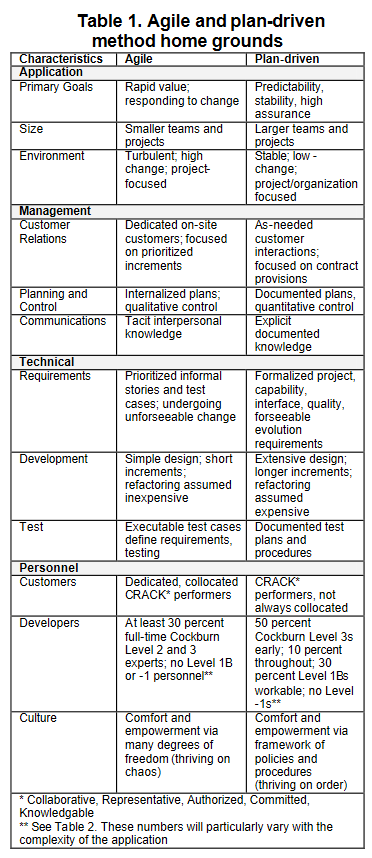 Table 1. Agile and plan-driven
method home grounds
Characteristics Agile Plan-driven
Application
Primary Goals Rapid value; Predictability,
responding to change stability, high
assurance
Size Smaller teams and Larger teams and
projects projects
Environment Turbulent; high Stable; low -
change; project- change;
focused project/organization
focused
Management
Customer Dedicated on-site As-needed
Relations customers; focused customer
on prioritized interactions;
increments focused on contract
provisions
Planning and Internalized plans; Documented plans,
Control qualitative control quantitative control
Communications Tacit interpersonal Explicit
knowledge documented
knowledge
Technical
Requirements Prioritized informal Formalized project,
stories and test capability,
cases; undergoing interface, quality,
unforseeable change forseeable
evolution
requirements
Development Simple design; short Extensive design;
increments; longer increments;
refactoring assumed refactoring
inexpensive assumed
expensive
Test Executable test cases Documented test
define requirements, plans and
testing procedures
Personnel
Customers Dedicated, collocated CRACK*
CRACK* performers performers, not
always collocated
Developers At least 30 percent 50 percent
full-time Cockburn Cockburn Level 3s
Level 2 and 3 early; 10 percent
experts; no Level 1B throughout; 30
or -1 personnel** percent Level 1Bs
workable; no Level
-1s**
Culture Comfort and Comfort and
empowerment via empowerment via
many degrees of framework of
freedom (thriving on policies and
chaos) procedures
(thriving on order)
* Collaborative, Representative, Authorized, Committed,
Knowledgable
** See Table 2. These numbers will particularly vary with the
complexity of the application